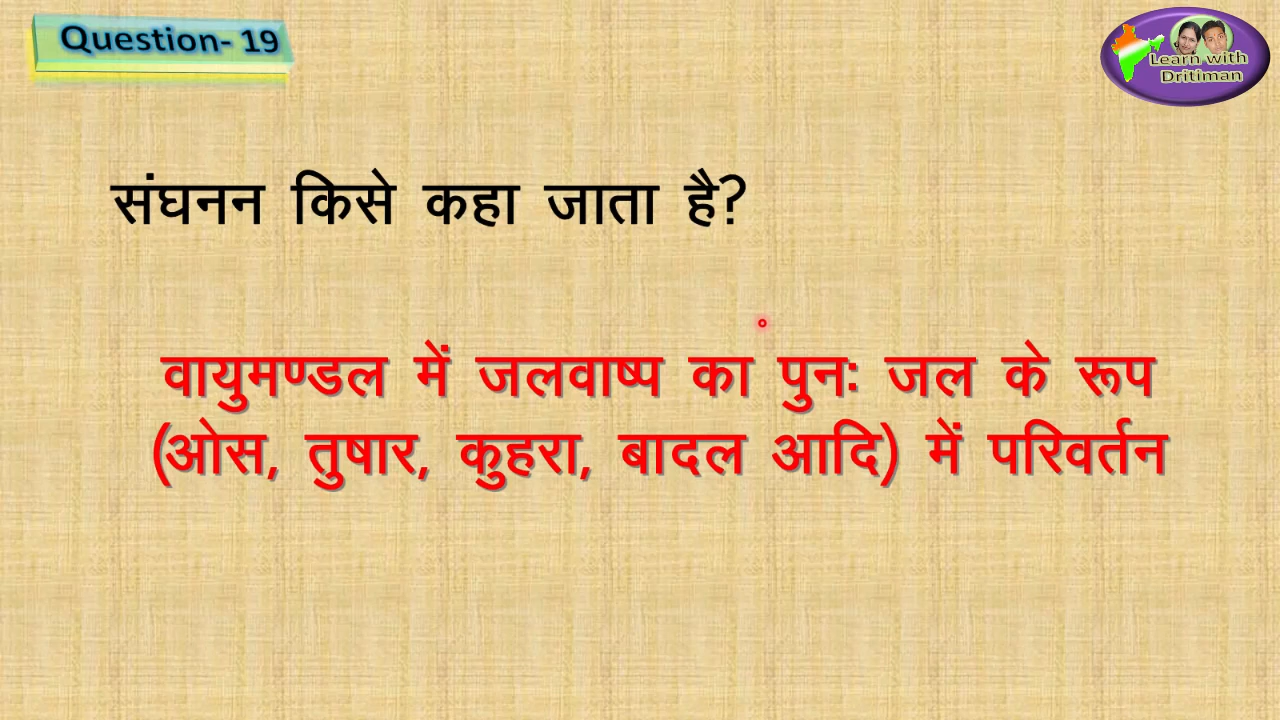 Question- 19
Learn with
Dritiman
संघनन किसे कहा जाता है?
वायुमण्डल में जलवाष्प का पुनः जल के रूप
(ओस, तुषार, कुहरा, बादल आदि) में परिवर्तन